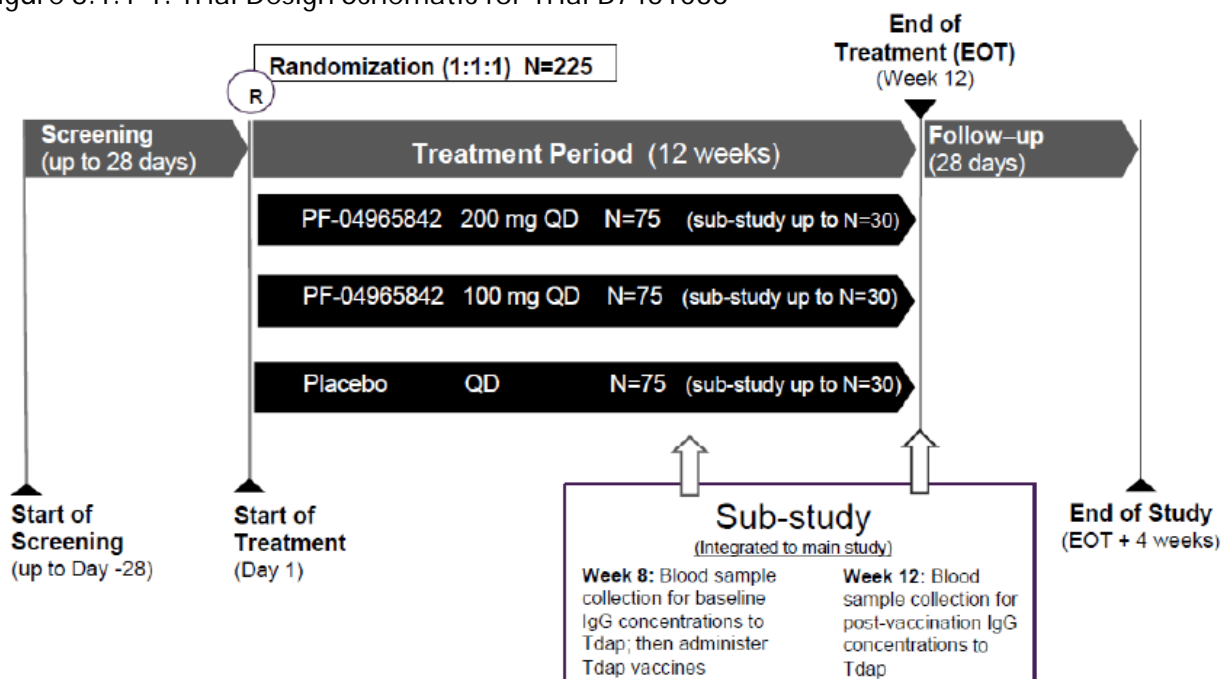 End of
Treatment (EOT)
(Week 12)
Randomization (1:1:1) N=225
R
Screening
(up to 28 days)
Treatment Period (12 weeks)
Follow–up
(28 days)
PF-04965842 200 mg QD N=75 (sub-study up to N=30)
PF-04965842 100 mg QD N=75 (sub-study up to N=30)
Placebo QD N=75 (sub-study up to N=30)
Start of
Screening
(up to Day -28)
Start of
Treatment
(Day 1)
End of Study
(EOT + 4 weeks)
Sub-study
(Integrated to main study)
Week 8: Blood sample
collection for baseline
IgG concentrations to
Tdap; then administer
Tdap vaccines
Week 12: Blood
sample collection for
post-vaccination IgG
concentrations to
Tdap